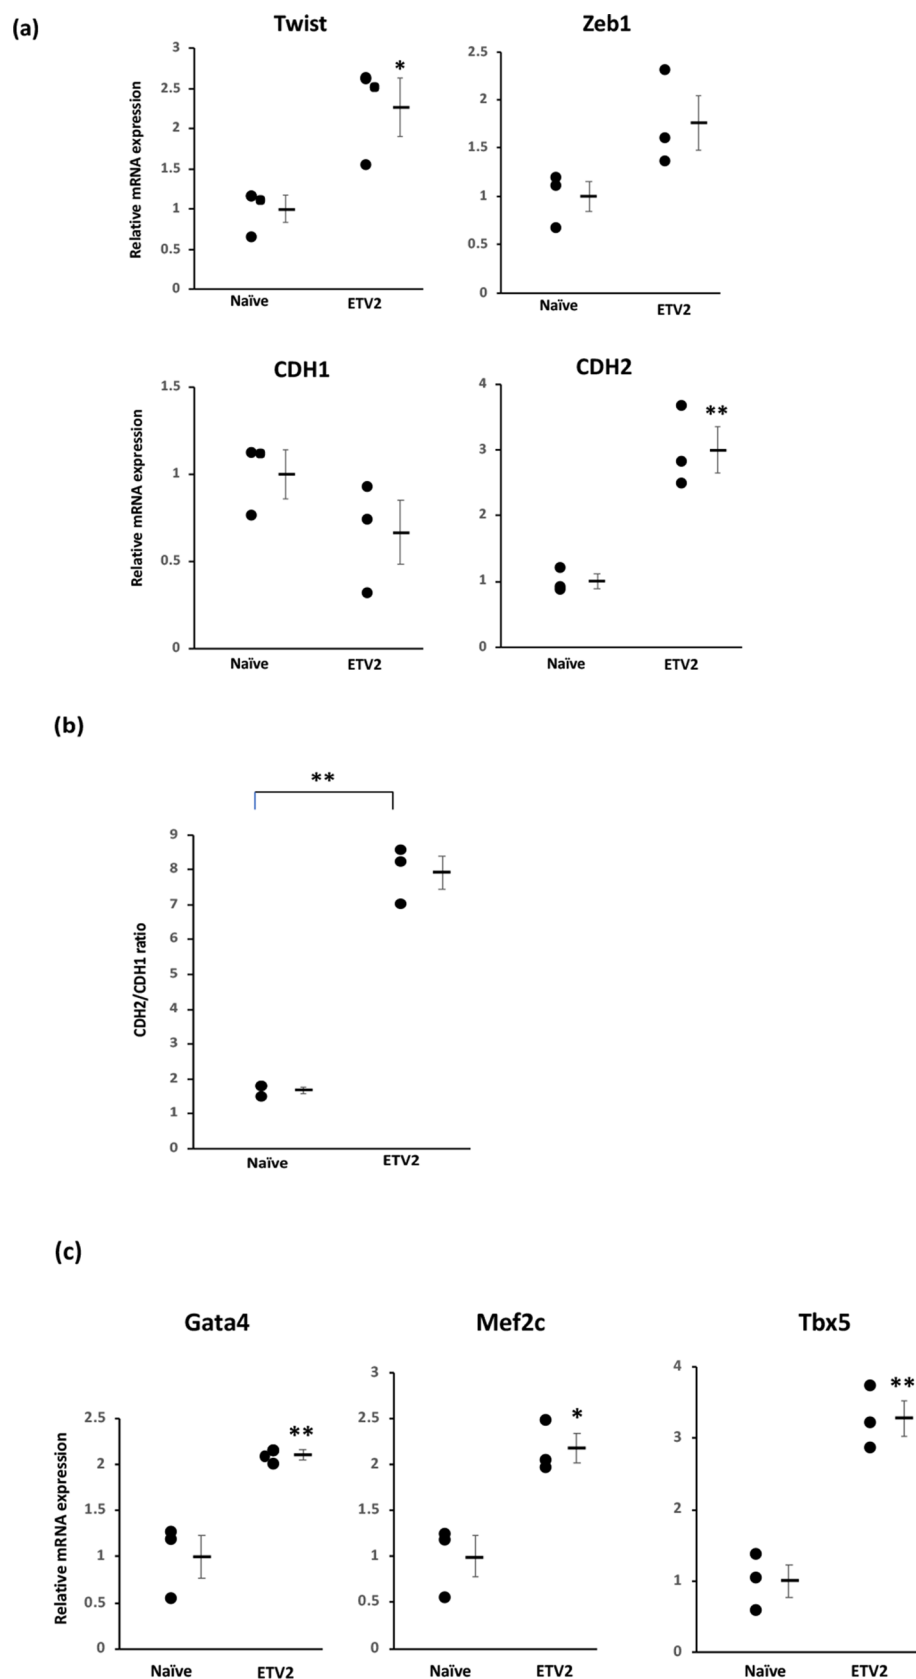 (a)
Twist
Zeb1
Relative mRNA expression
3
2.5
2
1.5
1
0.5
0
*
Naïve
ETV2
2.5
2
1.5
1
0.5
0
Naïve
ETV2
CDH1
CDH2
Relative mRNA expression
1.5
1
0.5
0
Naïve
ETV2
4
3
2
1
0
**
Naïve
ETV2
(b)
**
CDH2/CDH1 ratio
9
8
7
6
5
4
3
2
1
0
Naïve
ETV2
(c)
Gata4
Mef2c
Tbx5
Relative mRNA expression
2.5
2
1.5
1
0.5
0
**
Naïve
ETV2
3
2.5
2
1.5
1
0.5
0
*
Naïve
ETV2
4
3
2
1
0
**
Naïve
ETV2